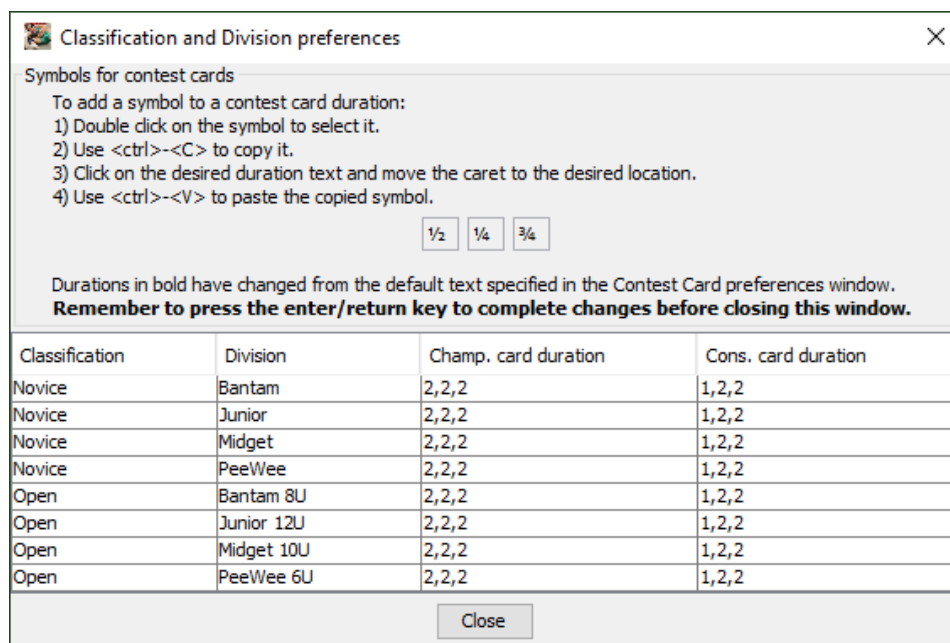 Classification and Division preferences
Symbols for contest cards
To add a symbol to a contest card duration:
1) Double click on the symbol to select it.
2) Use <ctrl>-<C> to copy it.
3) Click on the desired duration text and move the caret to the desired location.
4) Use <ctrl>-<V> to paste the copied symbol.
½ ¼ ¾
Durations in bold have changed from the default text specified in the Contest Card preferences window.
Remember to press the enter/return key to complete changes before closing this window.
Classification Division Champ. card duration Cons. card duration
Novice Bantam 2,2,2 1,2,2
Novice Junior 2,2,2 1,2,2
Novice Midget 2,2,2 1,2,2
Novice PeeWee 2,2,2 1,2,2
Open Bantam 8U 2,2,2 1,2,2
Open Junior 12U 2,2,2 1,2,2
Open Midget 10U 2,2,2 1,2,2
Open PeeWee 6U 2,2,2 1,2,2
Close